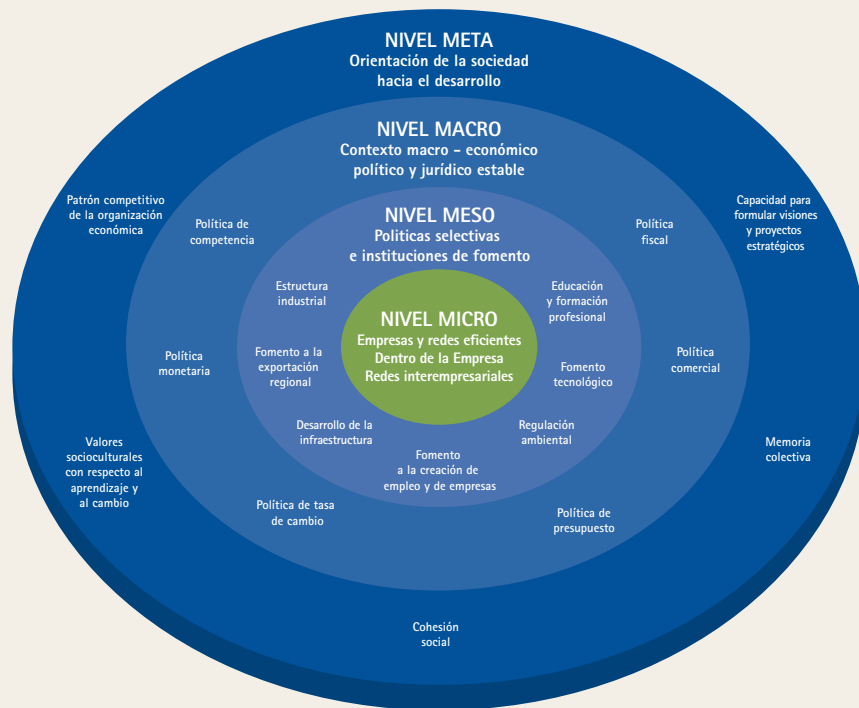 NIVEL META
Orientación de la sociedad
hacia el desarrollo
NIVEL MACRO
Contexto macro - económico
político y jurídico estable
Patrón competitivo
de la organización
económica
Política de
competencia
NIVEL MESO
Politicas selectivas
e instituciones de fomento
Política
fiscal
Capacidad para
formular visiones
y proyectos
estratégicos
Estructura
industrial
Educación
y formación
profesional
NIVEL MICRO
Empresas y redes eficientes
Dentro de la Empresa
Redes interempresariales
Política
monetaria
Fomento a la
exportación
regional
Fomento
tecnológico
Política
comercial
Desarrollo de la
infraestructura
Regulación
ambiental
Valores
socioculturales
con respecto al
aprendizaje y
al cambio
Fomento
a la creación de
empleo y de empresas
Memoria
colectiva
Política de tasa
de cambio
Política de
presupuesto
Cohesión
social